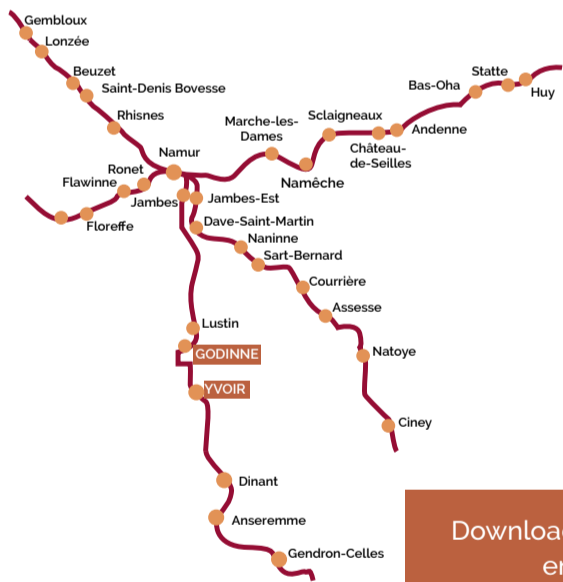 Gembloux
Lonzée
Beuzet
Saint-Denis Bovesse
Rhisnes
Namur
Ronet
Flawinne
Floreffe
Jambes
Jambes-Est
Dave-Saint-Martin
Naninne
Sart-Bernard
Courrière
Assesse
Natoye
Ciney
Marche-les-
Dames
Namêche
Sclaigneaux
Château-
de-Seilles
Andenne
Bas-Oha
Statte
Huy
Lustin
GODINNE
YVOIR
Dinant
Anseremme
Gendron-Celles